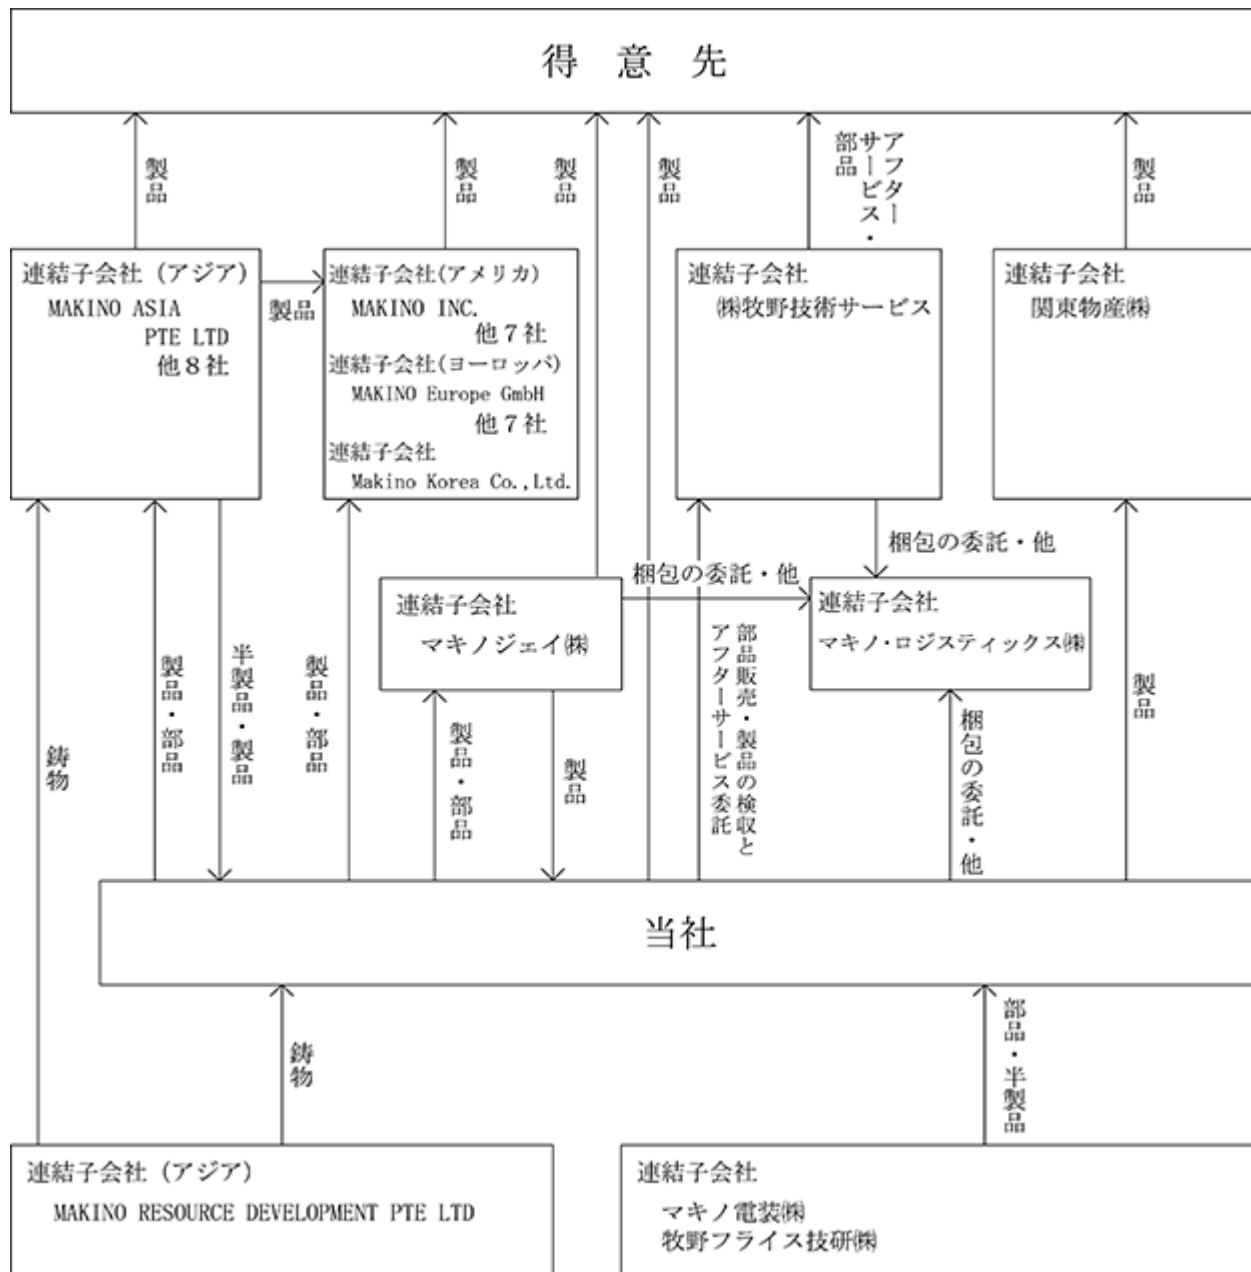 得 意 先
製品
製品
製品
製品
アフター
サービス・
部品
製品
連結子会社（アジア）
MAKINO ASIA
PTE LTD
他８社
製品
連結子会社(アメリカ)
MAKINO INC.
他７社
連結子会社(ヨーロッパ)
MAKINO Europe GmbH
他７社
連結子会社
Makino Korea Co.,Ltd.
連結子会社
㈱牧野技術サービス
連結子会社
関東物産㈱
梱包の委託・他
梱包の委託・他
連結子会社
マキノジェイ㈱
連結子会社
マキノ・ロジスティックス㈱
鋳物
製品・部品
半製品・製品
製品・部品
製品・部品
製品
部品販売・製品の検収と
アフターサービス委託
梱包の委託・他
製品
当社
鋳物
部品・半製品
連結子会社（アジア）
MAKINO RESOURCE DEVELOPMENT PTE LTD
連結子会社
マキノ電装㈱
牧野フライス技研㈱